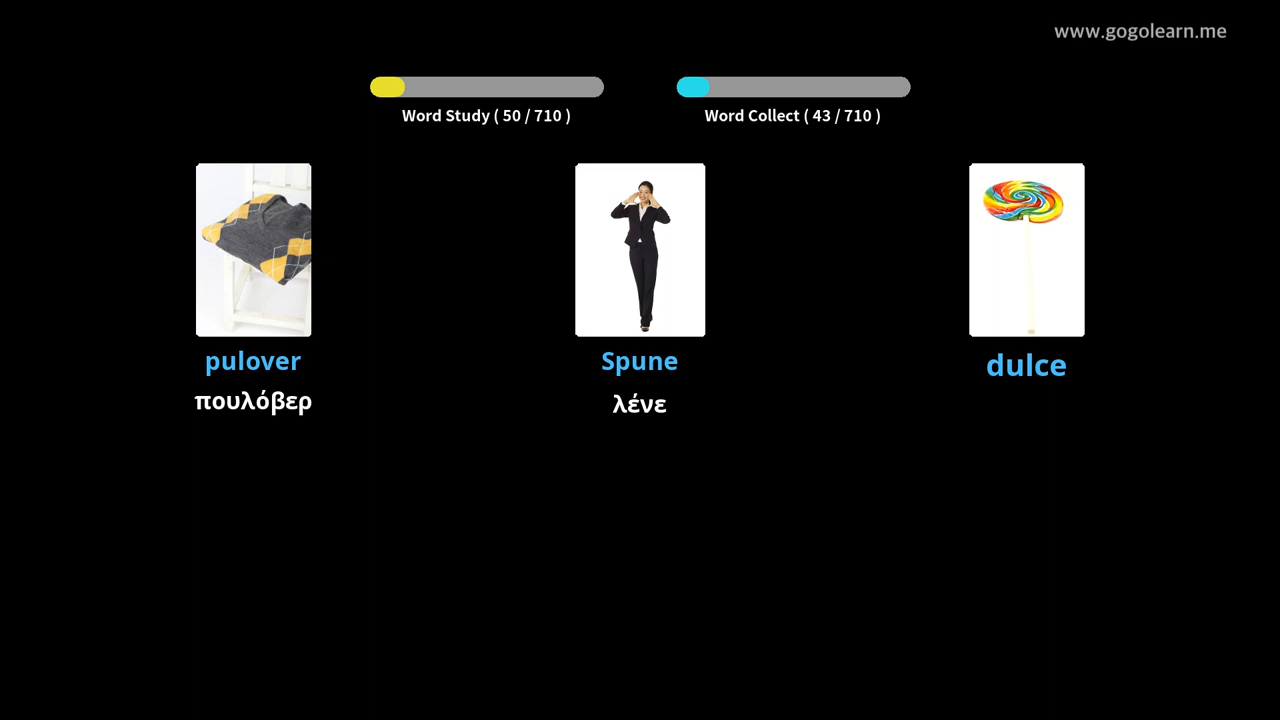 www.gogolearn.me
Word Study ( 50 / 710 )
Word Collect ( 43 / 710 )
pulover
Spune
dulce
πουλόβερ
λένε